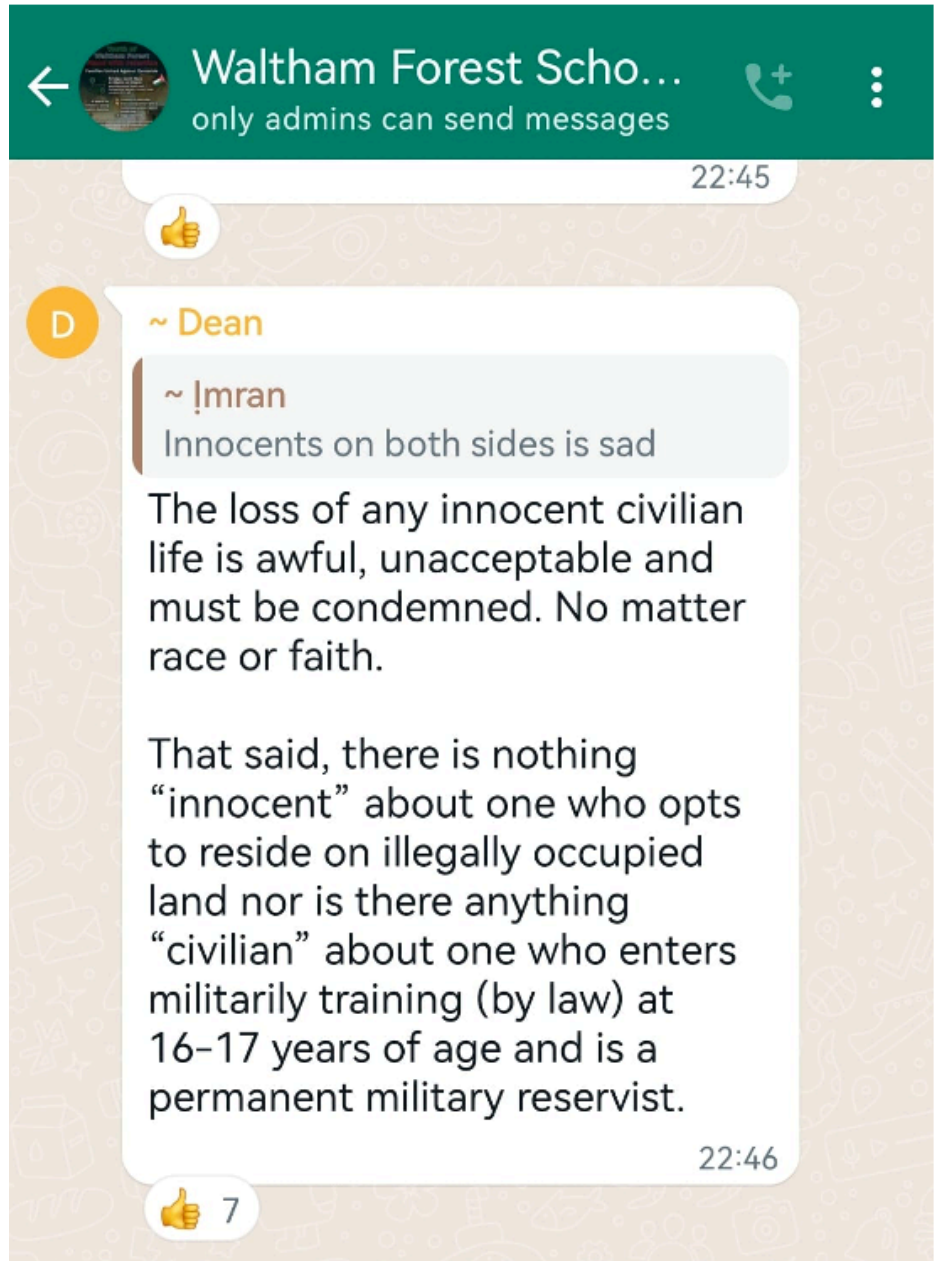 Waltham Forest Scho...
only admins can send messages
22:45
D
~ Dean
~ Įmran
Innocents on both sides is sad
The loss of any innocent civilian
life is awful, unacceptable and
must be condemned. No matter
race or faith.
That said, there is nothing
“innocent” about one who opts
to reside on illegally occupied
land nor is there anything
“civilian” about one who enters
militarily training (by law) at
16-17 years of age and is a
permanent military reservist.
22:46
7